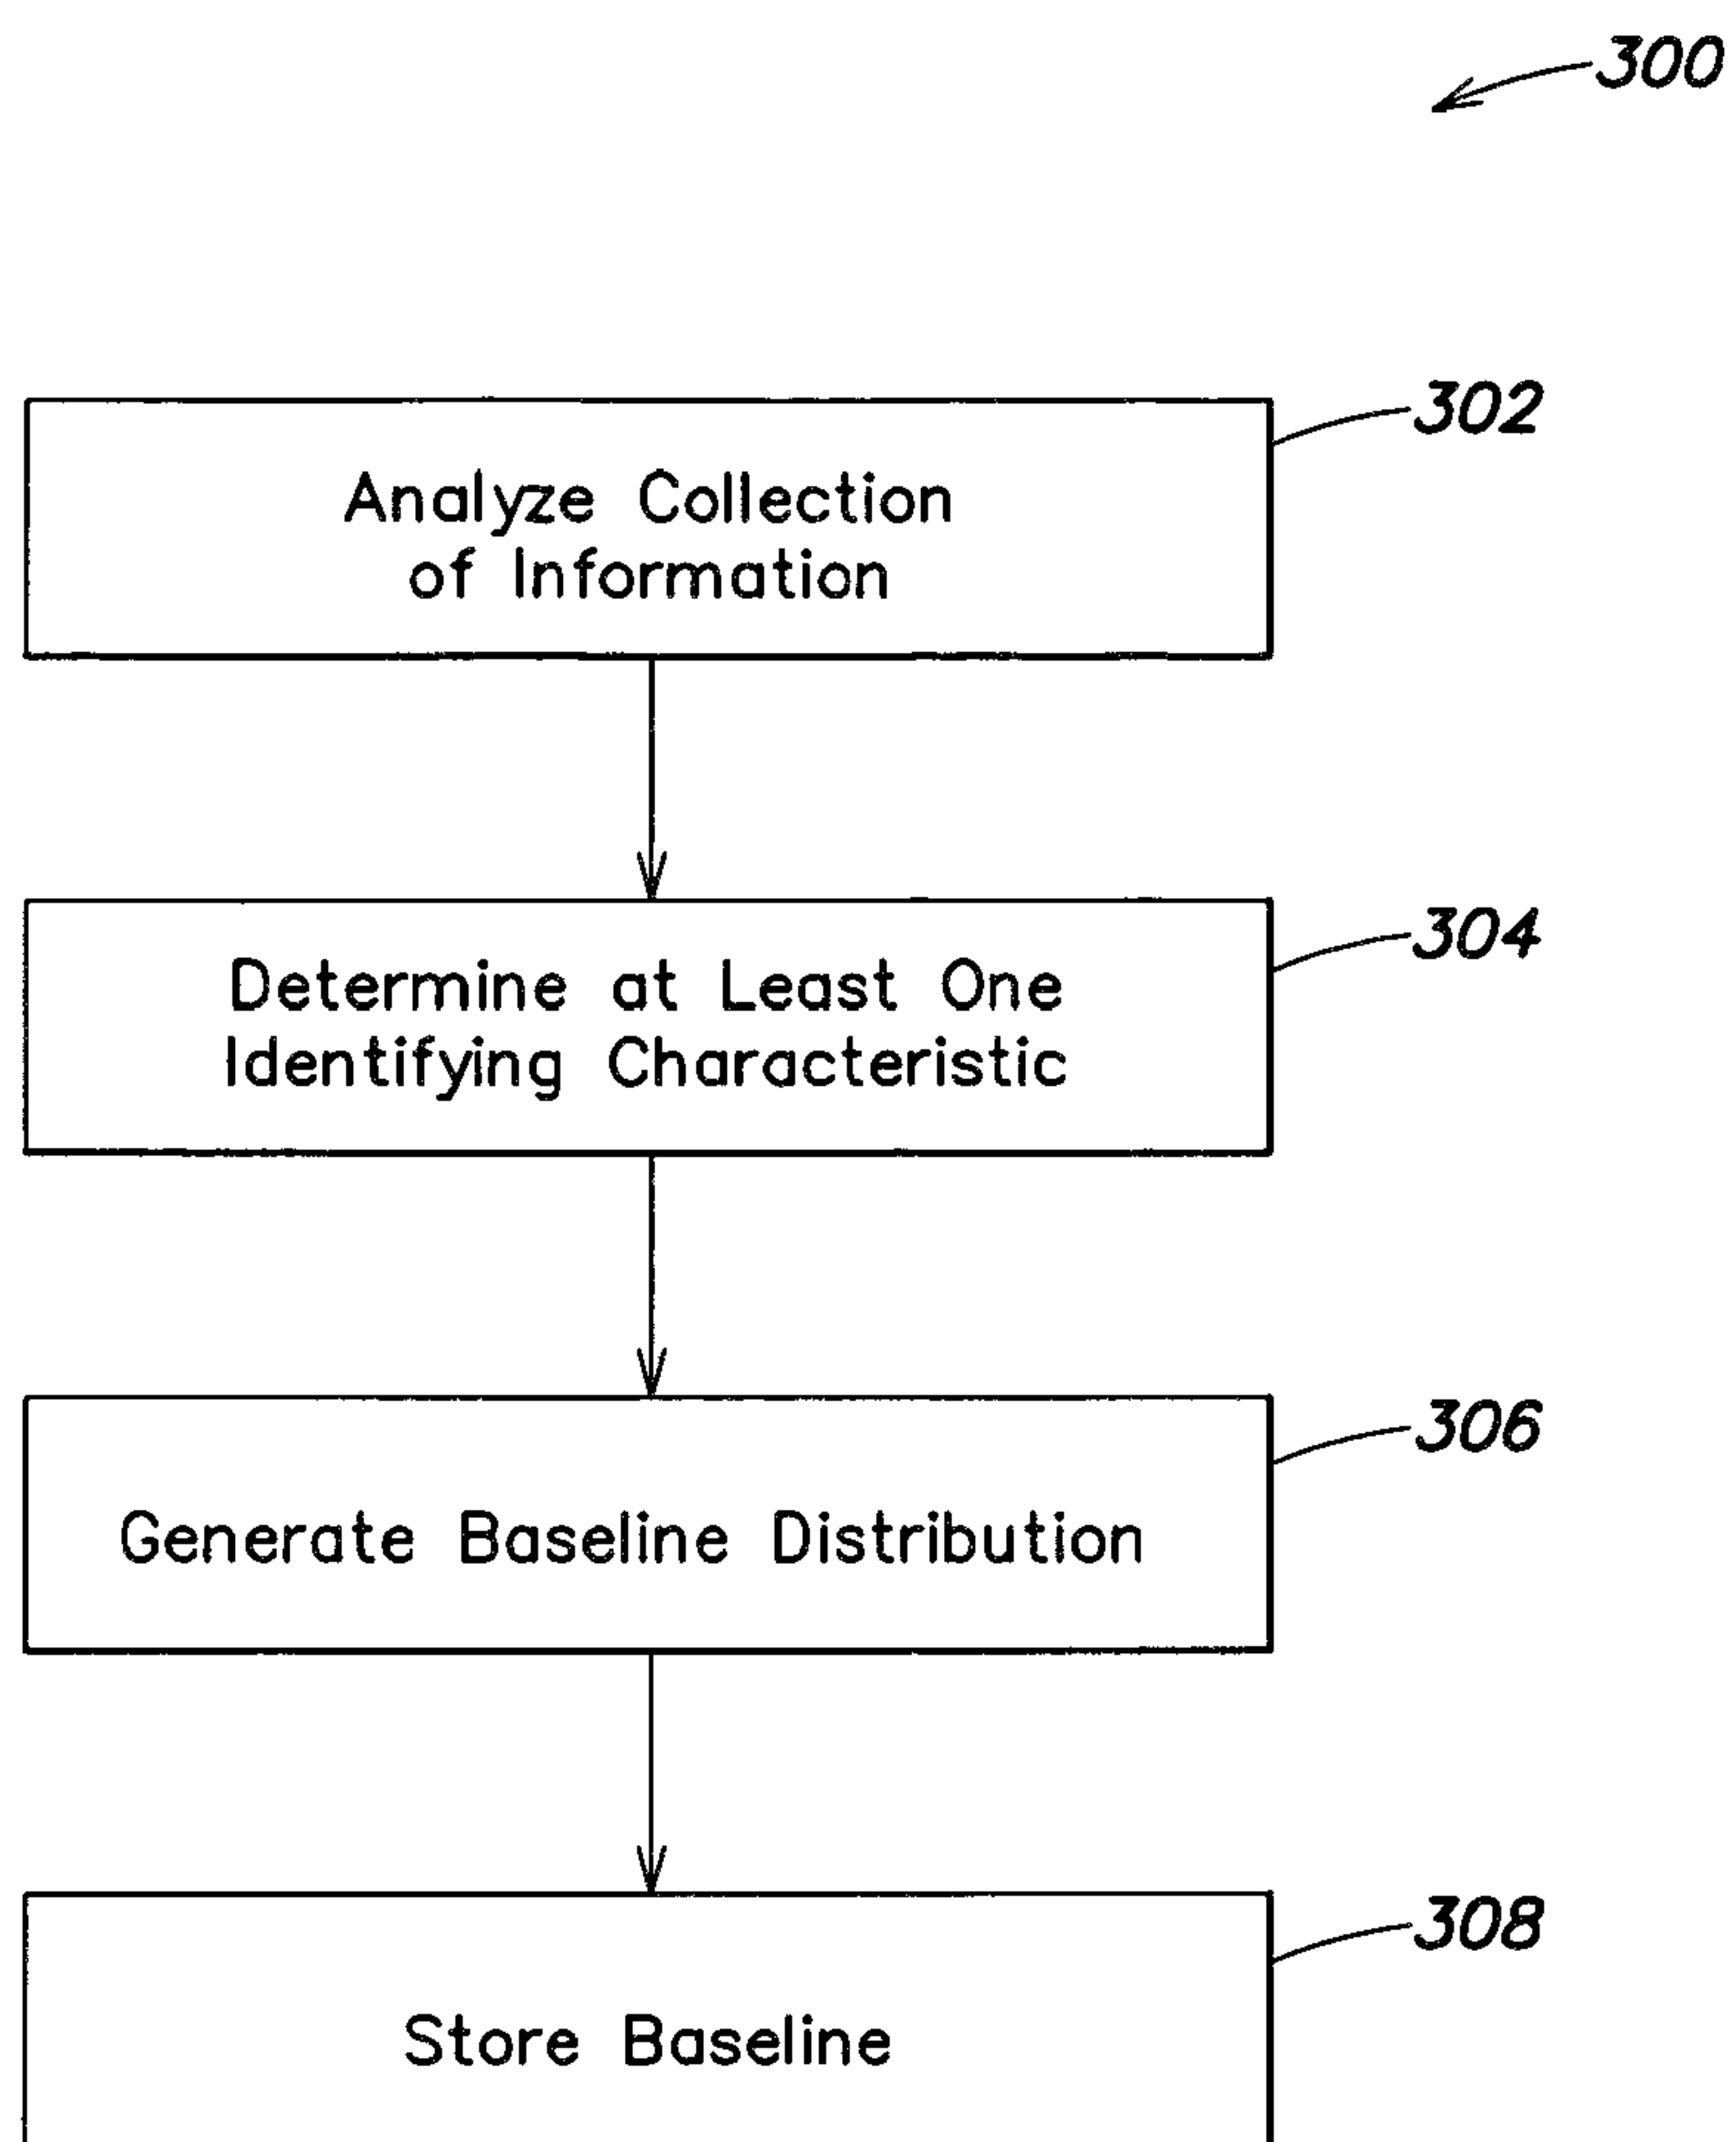 300
302
Analyze Collection
of Information
304
Determine at Least One
Identifying Characteristic
306
Generate Baseline Distribution
308
Store Baseline